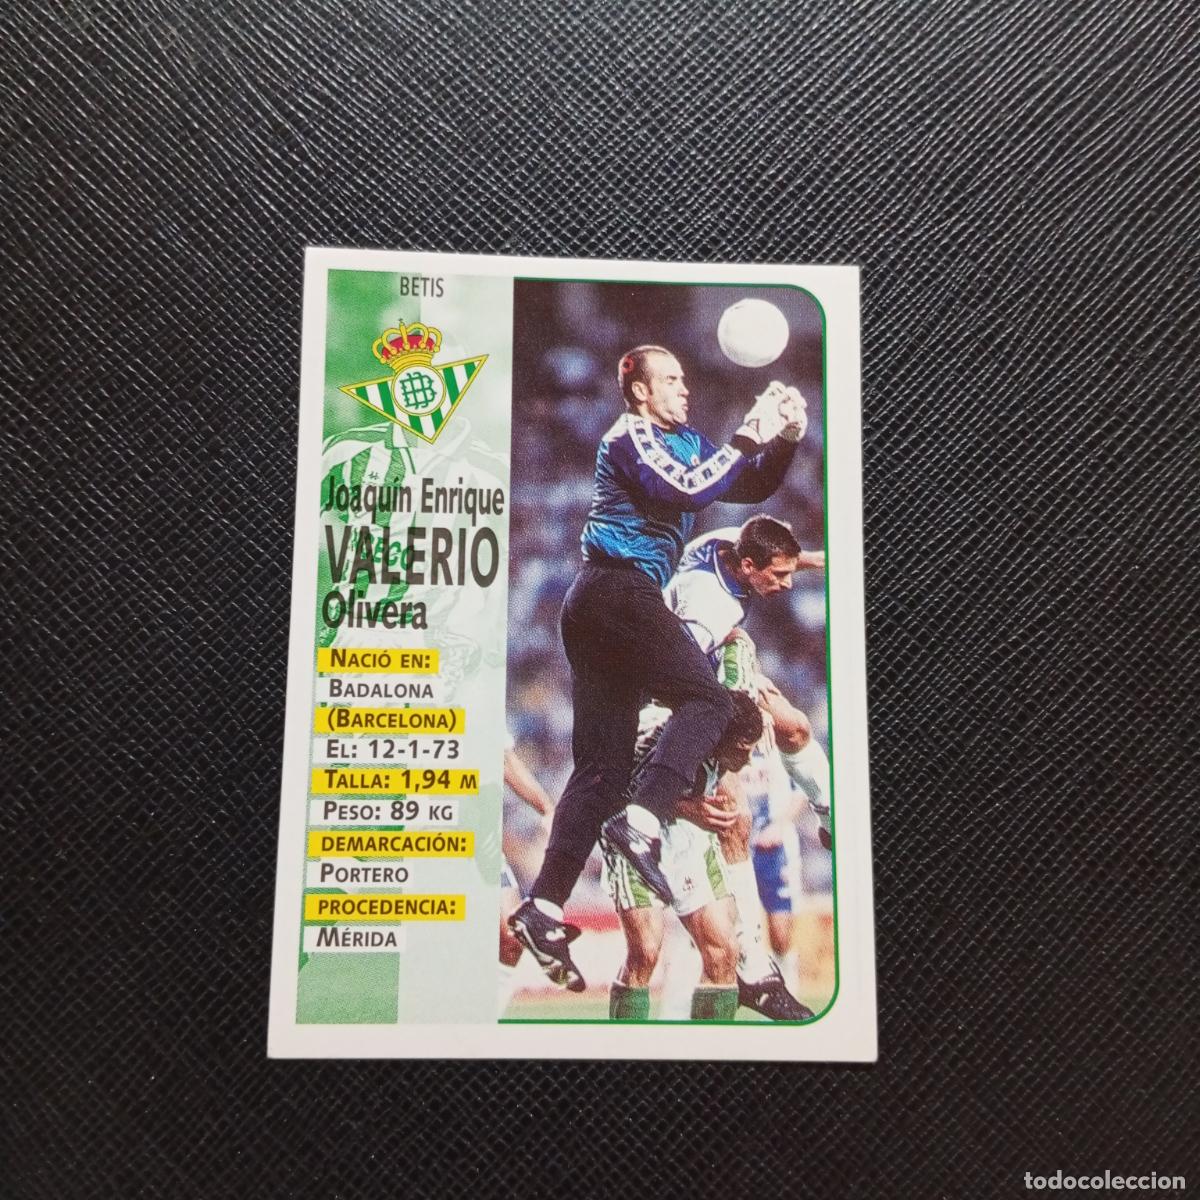 BETIS
Joaquín Enrique
VALERIO
Olivera
NACIÓ EN:
BADALONA
(BARCELONA)
EL: 12-1-73
TALLA: 1,94 M
PESO: 89 KG
DEMARCACIÓN:
PORTERO
PROCEDENCIA:
MÉRIDA
todocoleccion